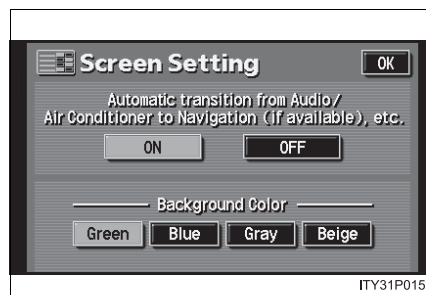 Screen Setting
OK
Automatic transition from Audio/
Air Conditioner to Navigation (if available), etc.
ON OFF
Background Color
Green Blue Gray Beige
ITY31P015